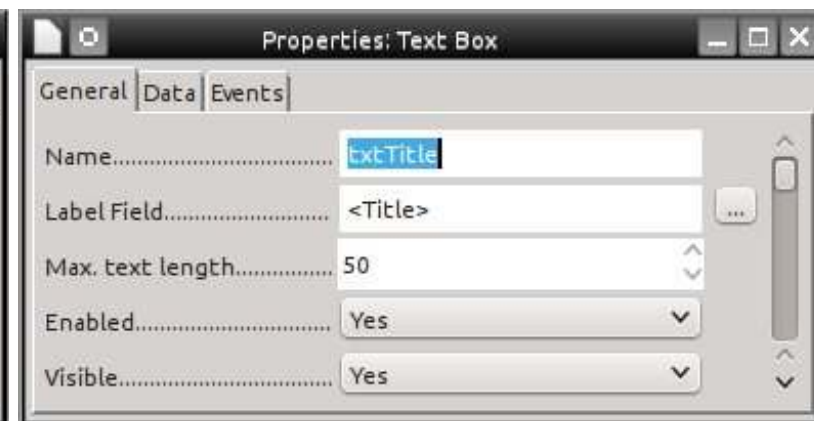 Properties: Text Box
General Data Events
Name................................. txtTitle
Label Field........................... <Title> ...
Max. text length................ 50
Enabled............................... Yes
Visible.................................. Yes